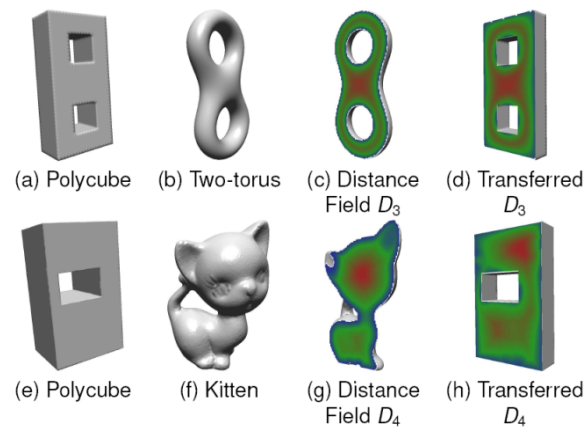 (a) Polycube (b) Two-torus (c) Distance Field D₃ (d) Transferred D₃
(e) Polycube (f) Kitten (g) Distance Field D₄ (h) Transferred D₄